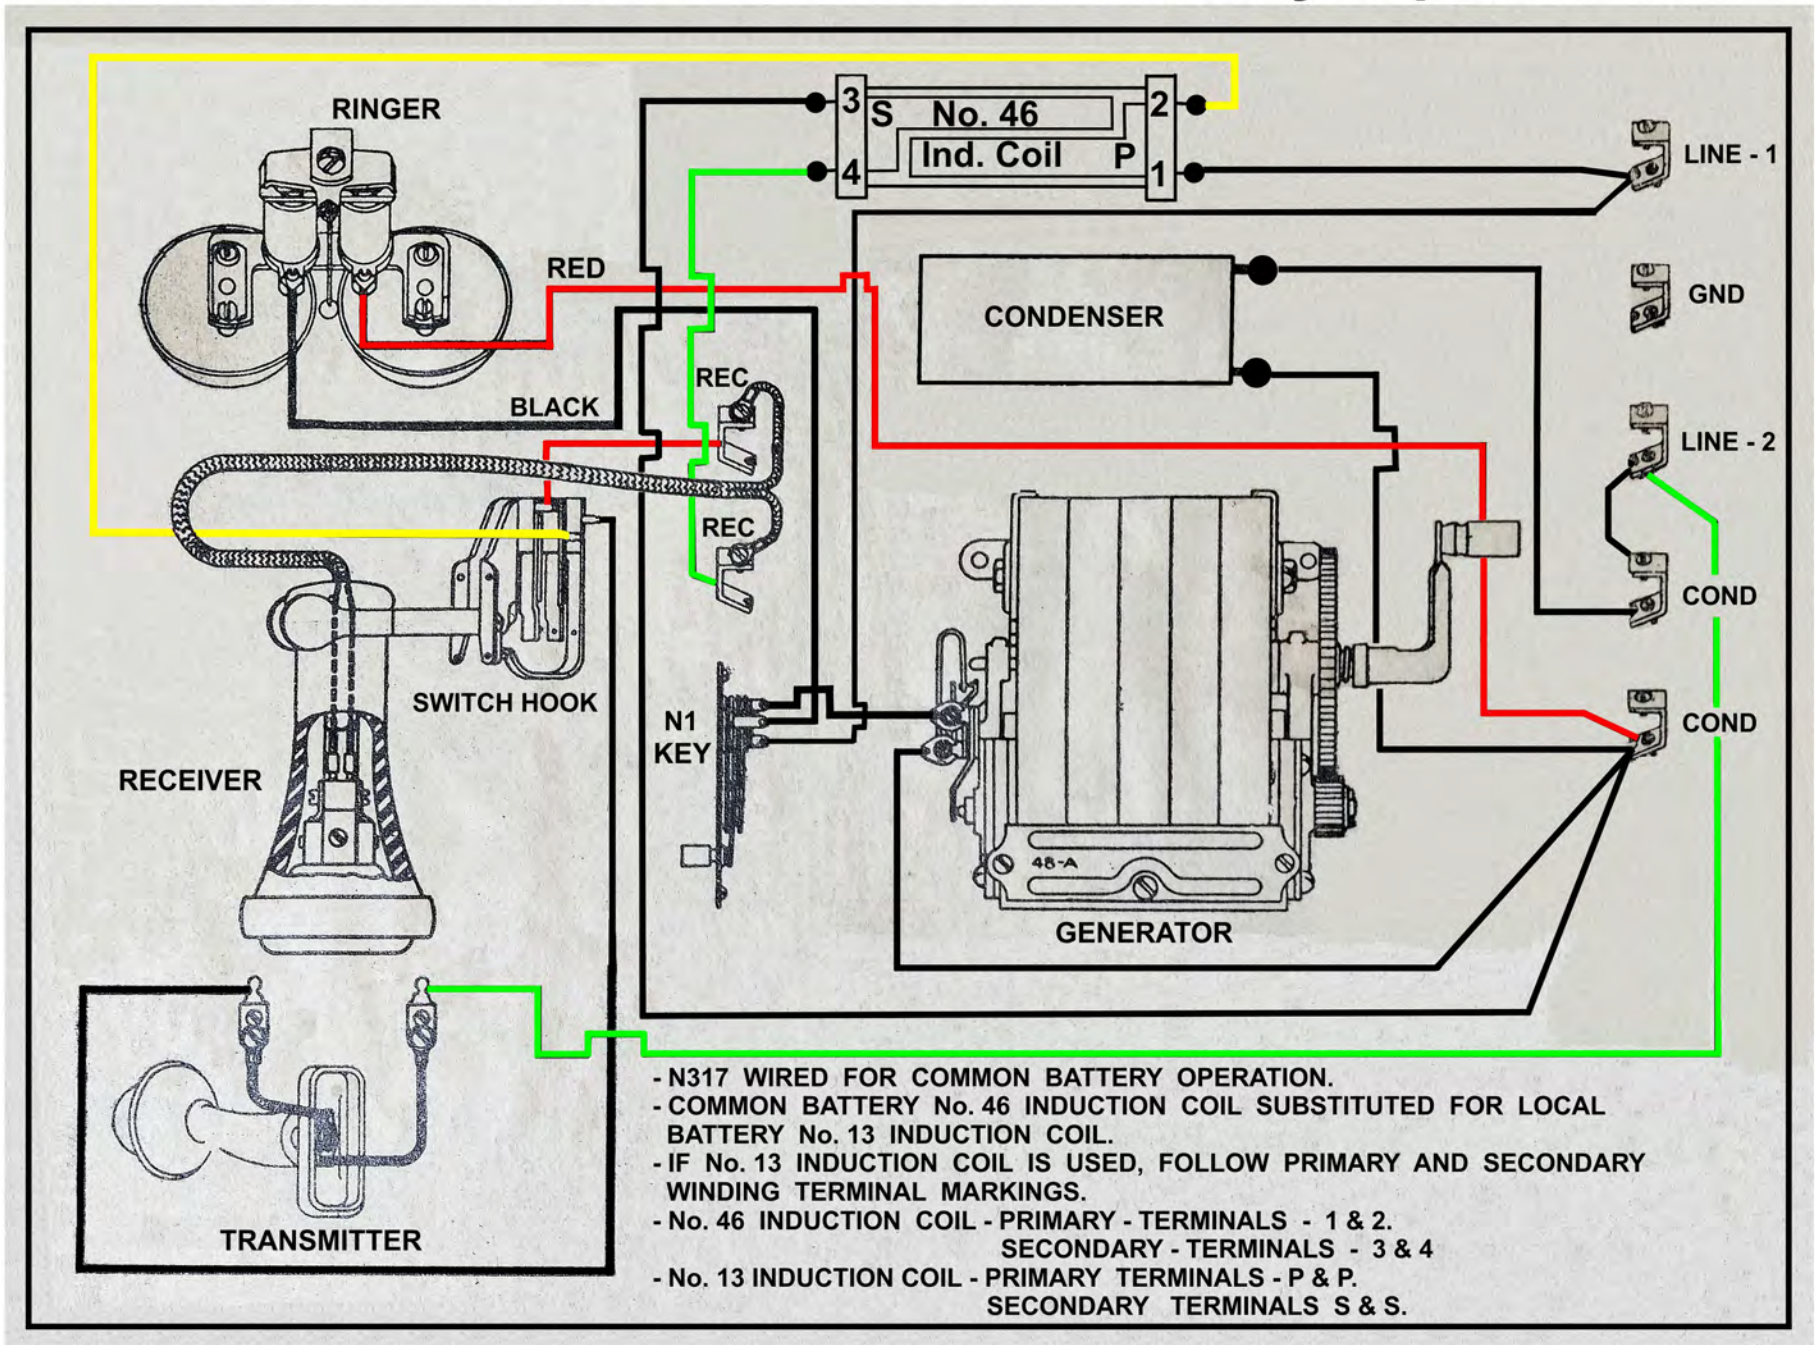 RINGER
3
S
No. 46
2
4
Ind. Coil
P
1
LINE - 1
RED
GND
CONDENSER
REC
BLACK
LINE - 2
REC
COND
SWITCH HOOK
N1
KEY
COND
RECEIVER
48-A
GENERATOR
TRANSMITTER
- N317 WIRED FOR COMMON BATTERY OPERATION.
- COMMON BATTERY No. 46 INDUCTION COIL SUBSTITUTED FOR LOCAL
BATTERY No. 13 INDUCTION COIL.
- IF No. 13 INDUCTION COIL IS USED, FOLLOW PRIMARY AND SECONDARY
WINDING TERMINAL MARKINGS.
- No. 46 INDUCTION COIL - PRIMARY - TERMINALS - 1 & 2.
SECONDARY - TERMINALS - 3 & 4
- No. 13 INDUCTION COIL - PRIMARY TERMINALS - P & P.
SECONDARY TERMINALS S & S.